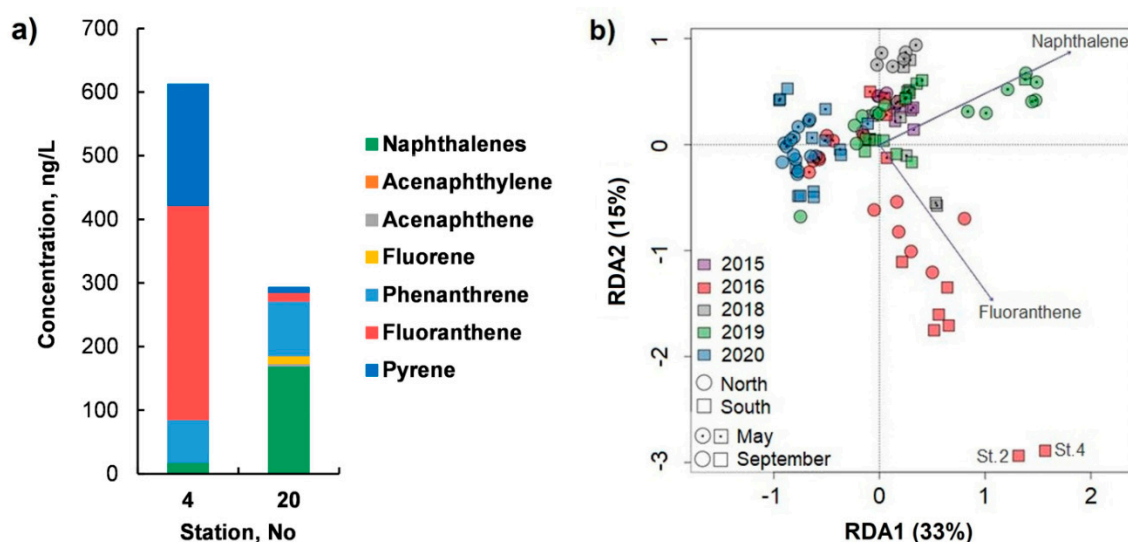 a)
700
600
500
400
300
200
100
0
Concentration, ng/L
4
20
Station, No
Naphthalenes
Acenaphthylene
Acenaphthene
Fluorene
Phenanthrene
Fluoranthene
Pyrene
b)
1
0
-1
-2
-3
RDA2 (15%)
Naphthalene
Fluoranthene
2015
2016
2018
2019
2020
North
South
May
September
St.2
St.4
-1
0
1
2
RDA1 (33%)